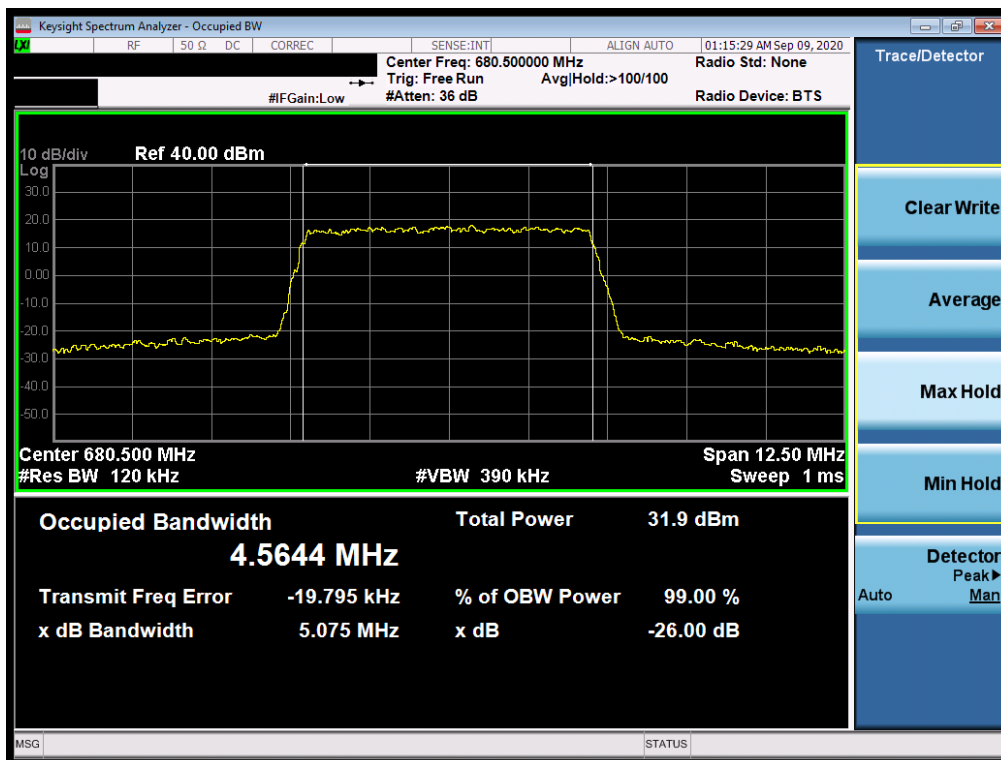 Keysight Spectrum Analyzer - Occupied BW
LXI RF 50 Ω DC CORREC SENSE:INT ALIGN AUTO 01:15:29 AM Sep 09, 2020
Center Freq: 680.500000 MHz Radio Std: None
Trig: Free Run Avg|Hold:>100/100
#IFGain:Low #Atten: 36 dB Radio Device: BTS
10 dB/div Ref 40.00 dBm
Log
30.0
20.0
10.0
0.00
-10.0
-20.0
-30.0
-40.0
-50.0
Center 680.500 MHz Span 12.50 MHz
#Res BW 120 kHz #VBW 390 kHz Sweep 1 ms
Occupied Bandwidth Total Power 31.9 dBm
4.5644 MHz
Transmit Freq Error -19.795 kHz % of OBW Power 99.00 %
x dB Bandwidth 5.075 MHz x dB -26.00 dB
MSG STATUS
Trace/Detector
Clear Write
Average
Max Hold
Min Hold
Detector
Peak▶
Auto Man